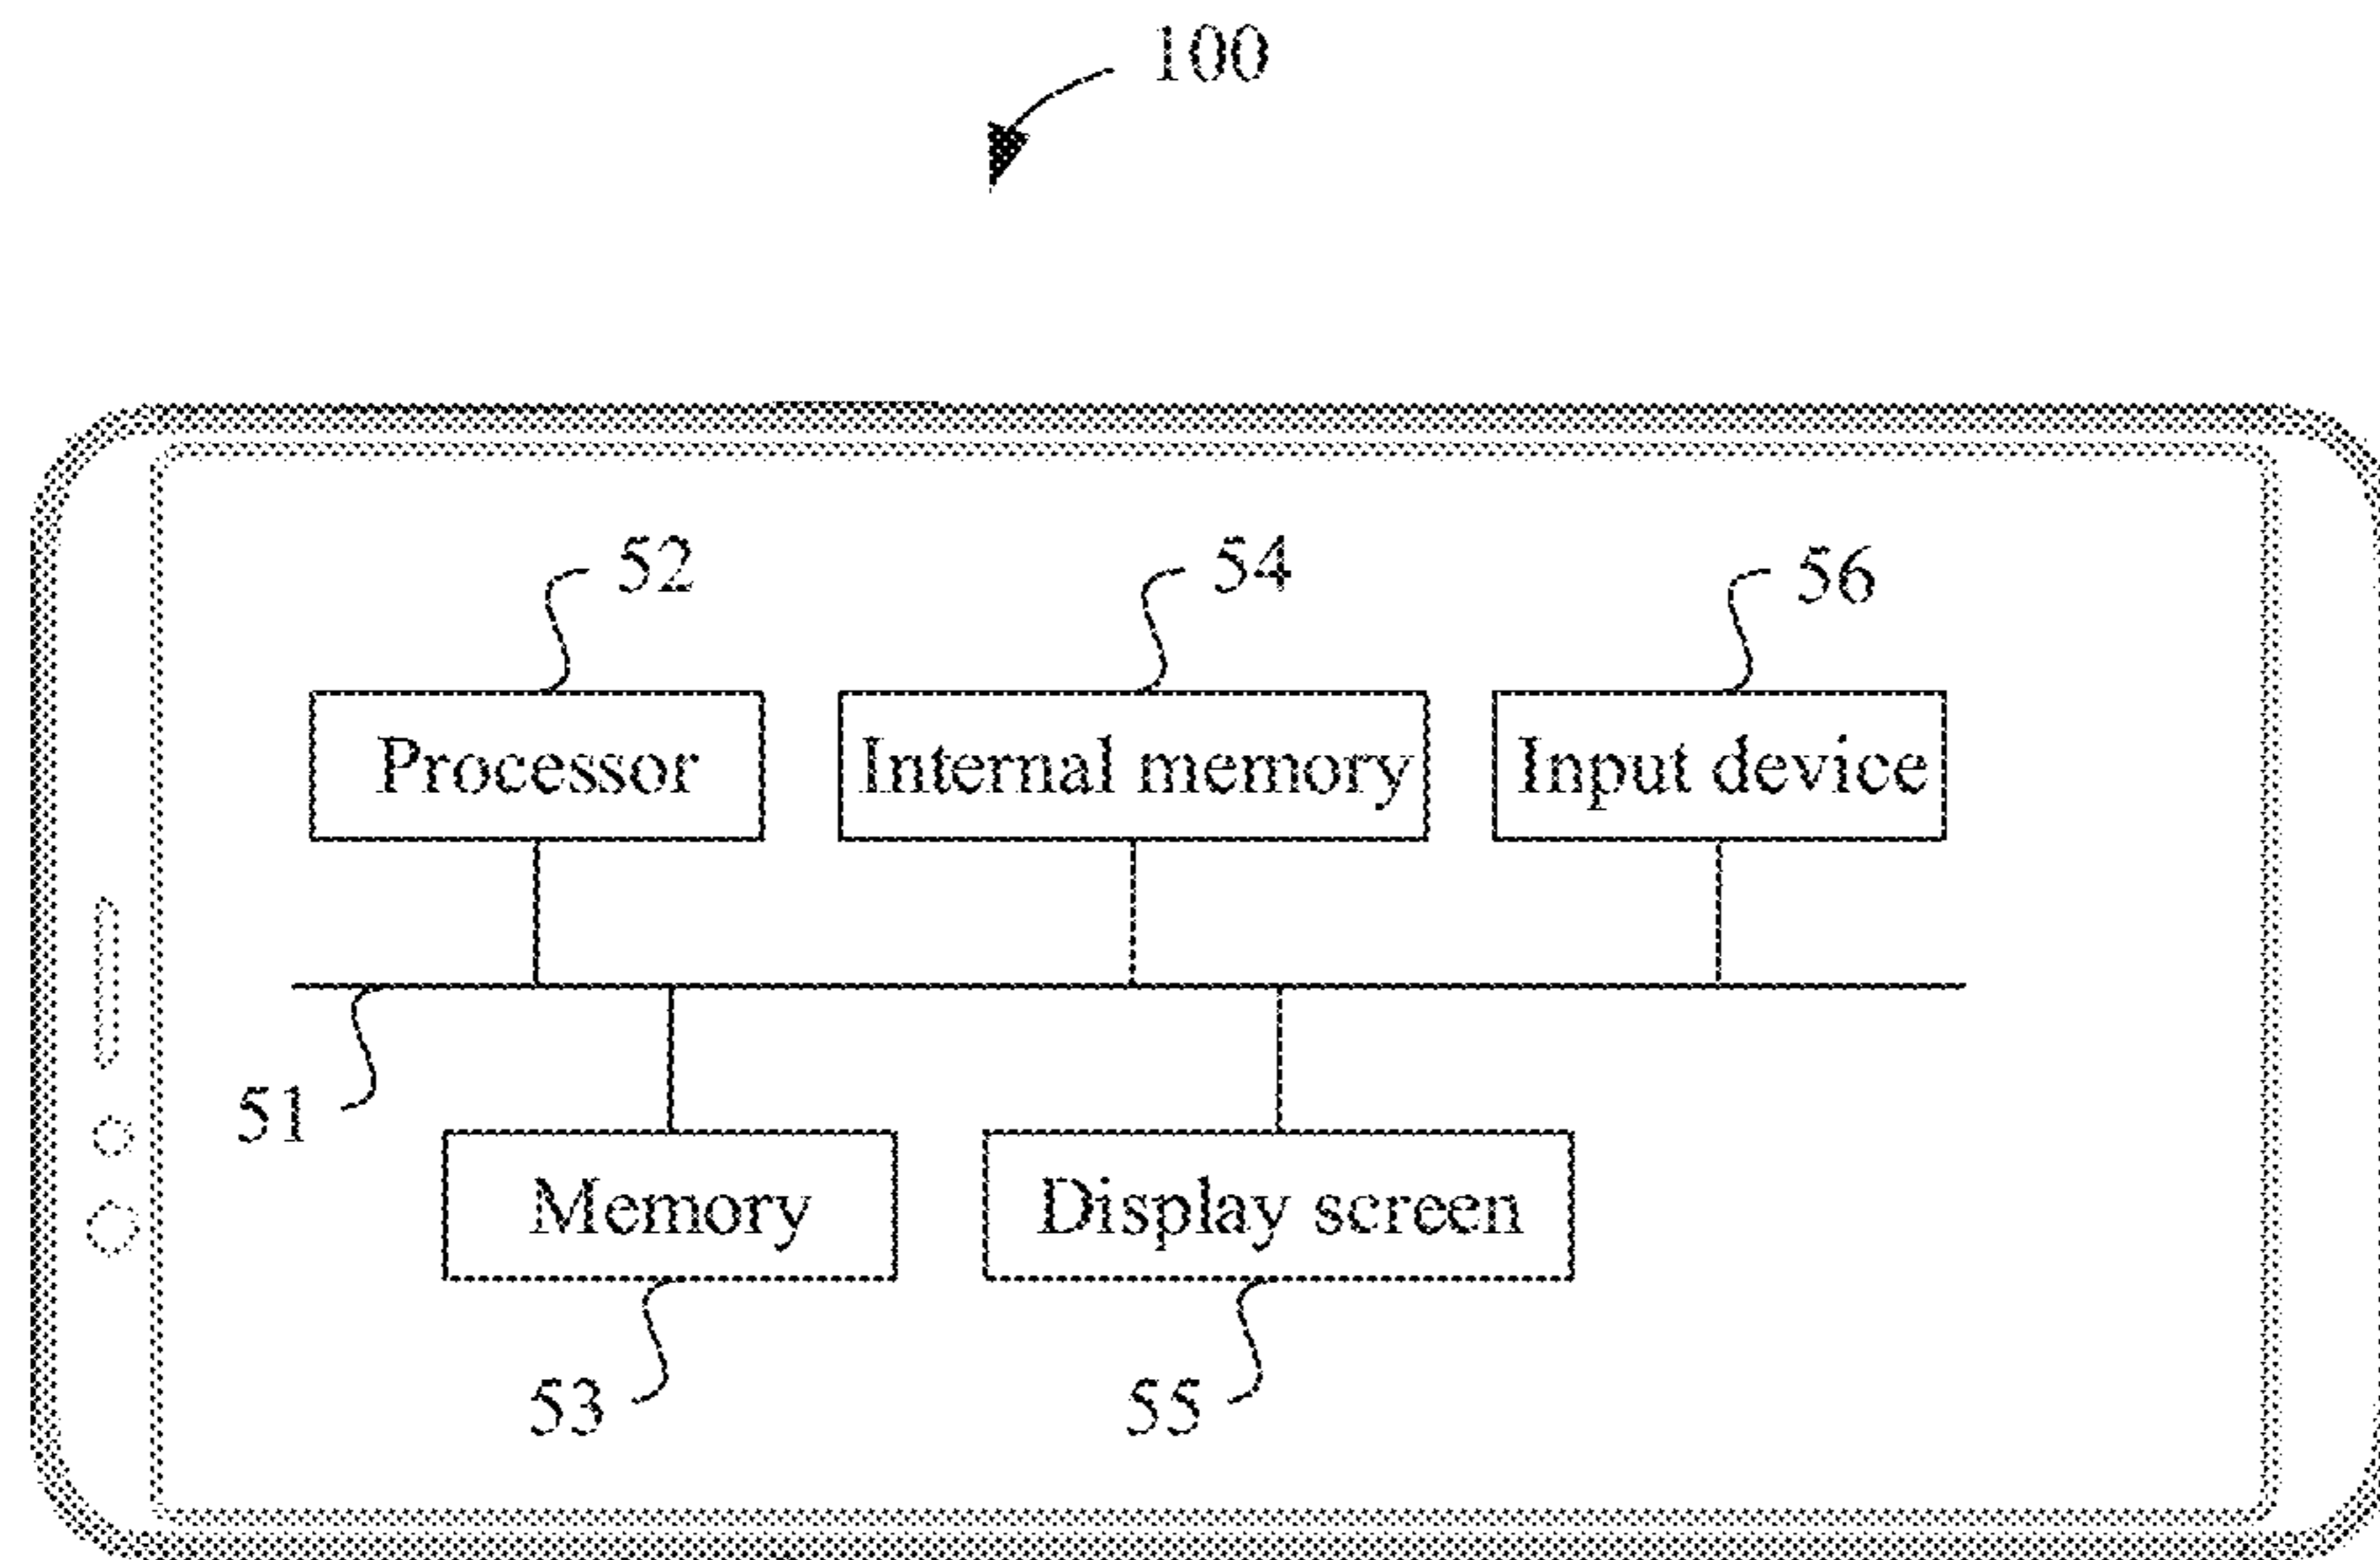 100
52
54
56
Processor
Internal memory
Input device
51
Memory
Display screen
53
55